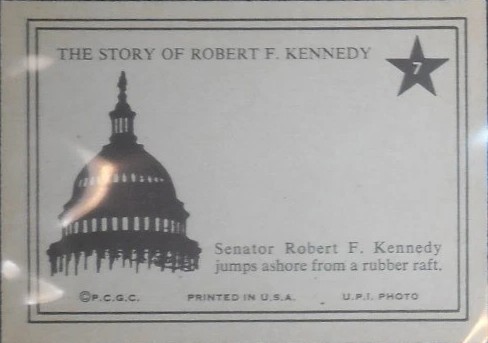 THE STORY OF ROBERT F. KENNEDY
7
Senator Robert F. Kennedy
jumps ashore from a rubber raft.
©P.C.G.C. PRINTED IN U.S.A. U.P.I. PHOTO